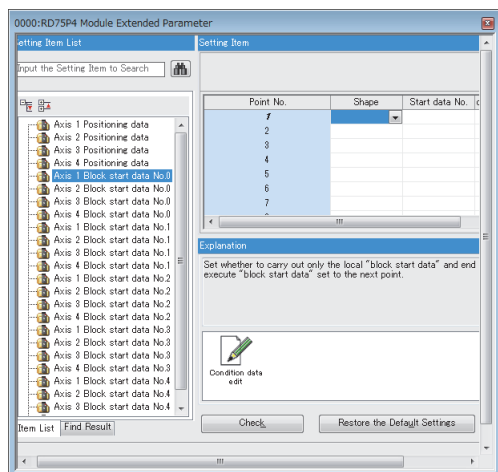 0000:RD75P4 Module Extended Parameter
etting Item List
Setting Item
Input the Setting Item to Search
Point No. Shape Start data No.
1
2
3
4
5
6
7
Axis 1 Positioning data
Axis 2 Positioning data
Axis 3 Positioning data
Axis 4 Positioning data
Axis 1 Block start data No.0
Axis 2 Block start data No.0
Axis 3 Block start data No.0
Axis 4 Block start data No.0
Axis 1 Block start data No.1
Axis 2 Block start data No.1
Axis 3 Block start data No.1
Axis 4 Block start data No.1
Axis 1 Block start data No.2
Axis 2 Block start data No.2
Axis 3 Block start data No.2
Axis 4 Block start data No.2
Axis 1 Block start data No.3
Axis 2 Block start data No.3
Axis 3 Block start data No.3
Axis 4 Block start data No.3
Axis 1 Block start data No.4
Axis 2 Block start data No.4
Axis 3 Block start data No.4
Item List Find Result
Explanation
Set whether to carry out only the local "block start data" and end
execute "block start data" set to the next point.
Condition data
edit
Check
Restore the Default Settings